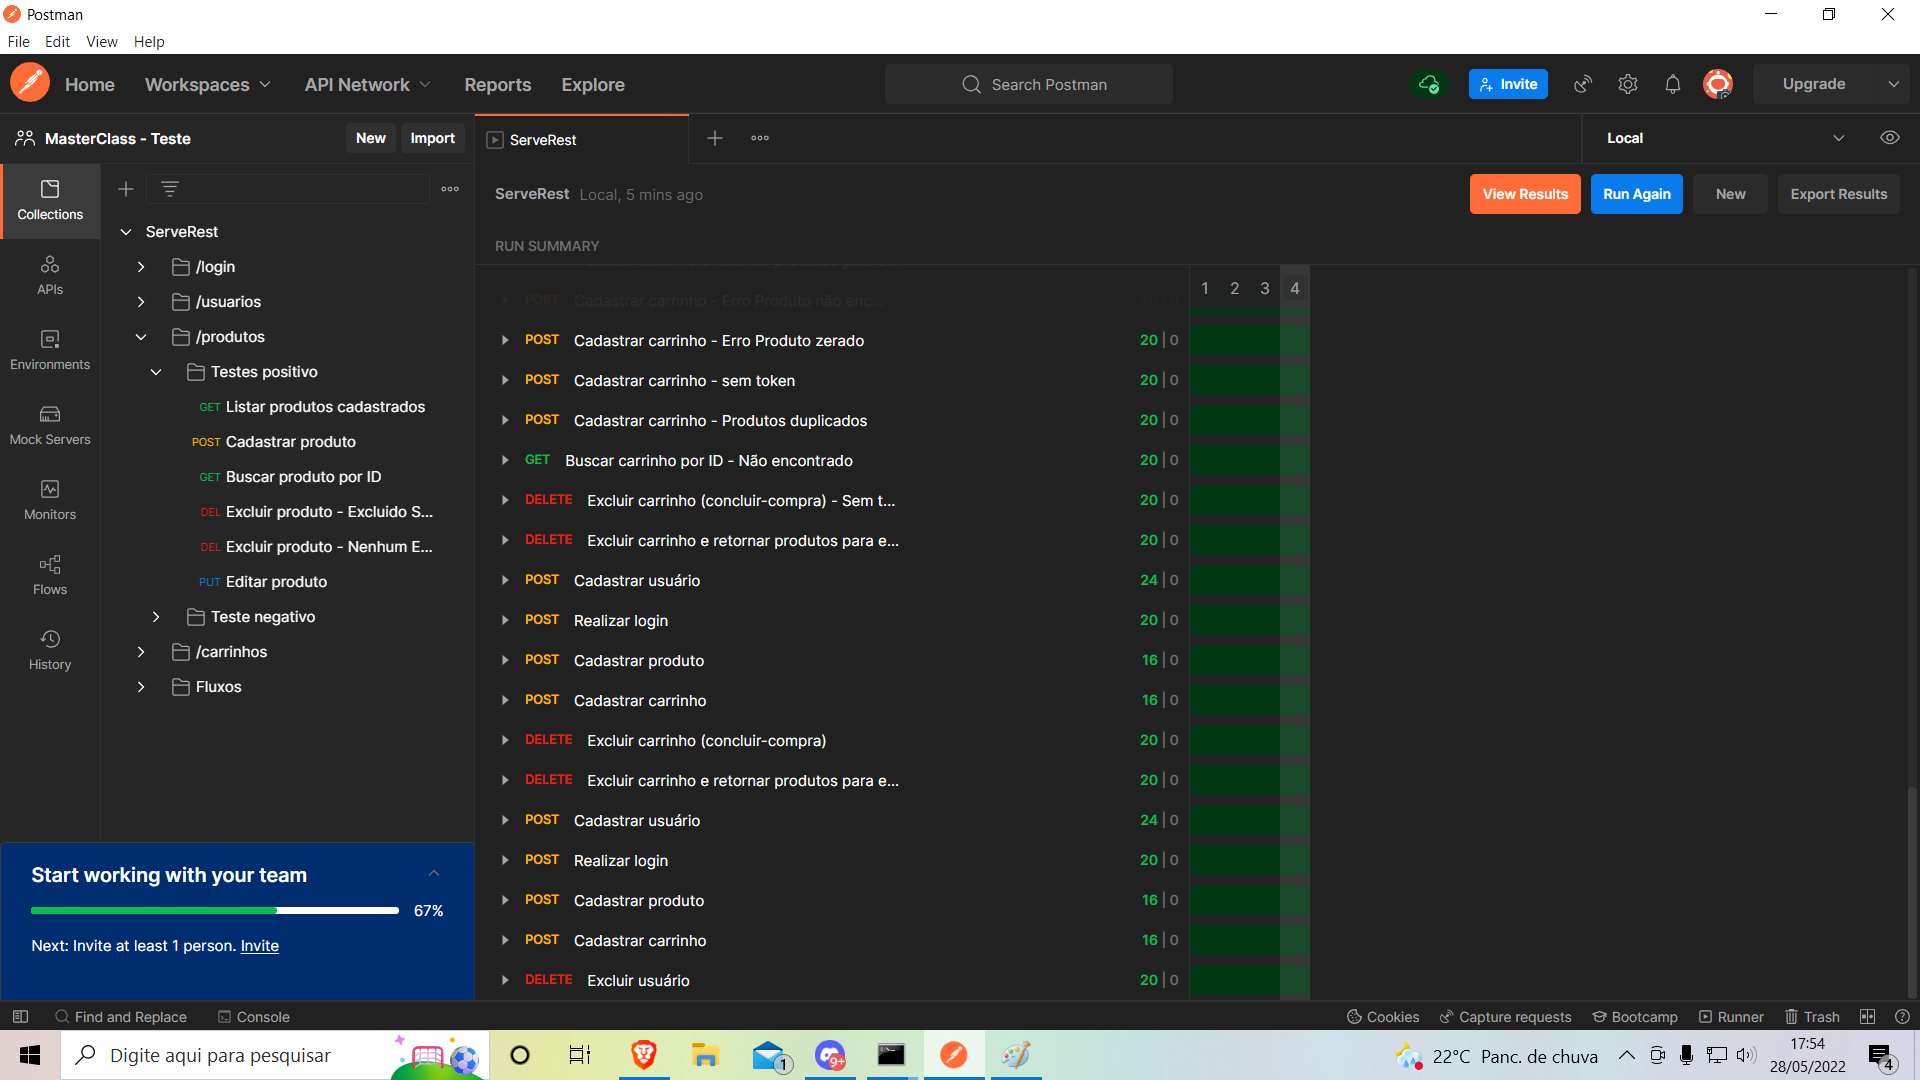 Postman
File Edit View Help
Home Workspaces API Network Reports Explore Search Postman Invite Upgrade
MasterClass - Teste New Import ServeRest Local
Collections
APIs
Environments
Mock Servers
Monitors
Flows
History
ServeRest
/login
/usuarios
/produtos
Testes positivo
GET Listar produtos cadastrados
POST Cadastrar produto
GET Buscar produto por ID
DEL Excluir produto - Excluido S...
DEL Excluir produto - Nenhum E...
PUT Editar produto
Teste negativo
/carrinhos
Fluxos
Start working with your team
67%
Next: Invite at least 1 person. Invite
ServeRest Local, 5 mins ago View Results Run Again New Export Results
RUN SUMMARY
1 2 3 4
POST Cadastrar carrinho - Erro Produto não enc... 20 | 0
POST Cadastrar carrinho - Erro Produto zerado 20 | 0
POST Cadastrar carrinho - sem token 20 | 0
POST Cadastrar carrinho - Produtos duplicados 20 | 0
GET Buscar carrinho por ID - Não encontrado 20 | 0
DELETE Excluir carrinho (concluir-compra) - Sem t... 20 | 0
DELETE Excluir carrinho e retornar produtos para e... 20 | 0
POST Cadastrar usuário 24 | 0
POST Realizar login 20 | 0
POST Cadastrar produto 16 | 0
POST Cadastrar carrinho 16 | 0
DELETE Excluir carrinho (concluir-compra) 20 | 0
DELETE Excluir carrinho e retornar produtos para e... 20 | 0
POST Cadastrar usuário 24 | 0
POST Realizar login 20 | 0
POST Cadastrar produto 16 | 0
POST Cadastrar carrinho 16 | 0
DELETE Excluir usuário 20 | 0
Find and Replace Console Cookies Capture requests Bootcamp Runner Trash
Digite aqui para pesquisar 1 9+ 22°C Panc. de chuva 17:54
28/05/2022 4